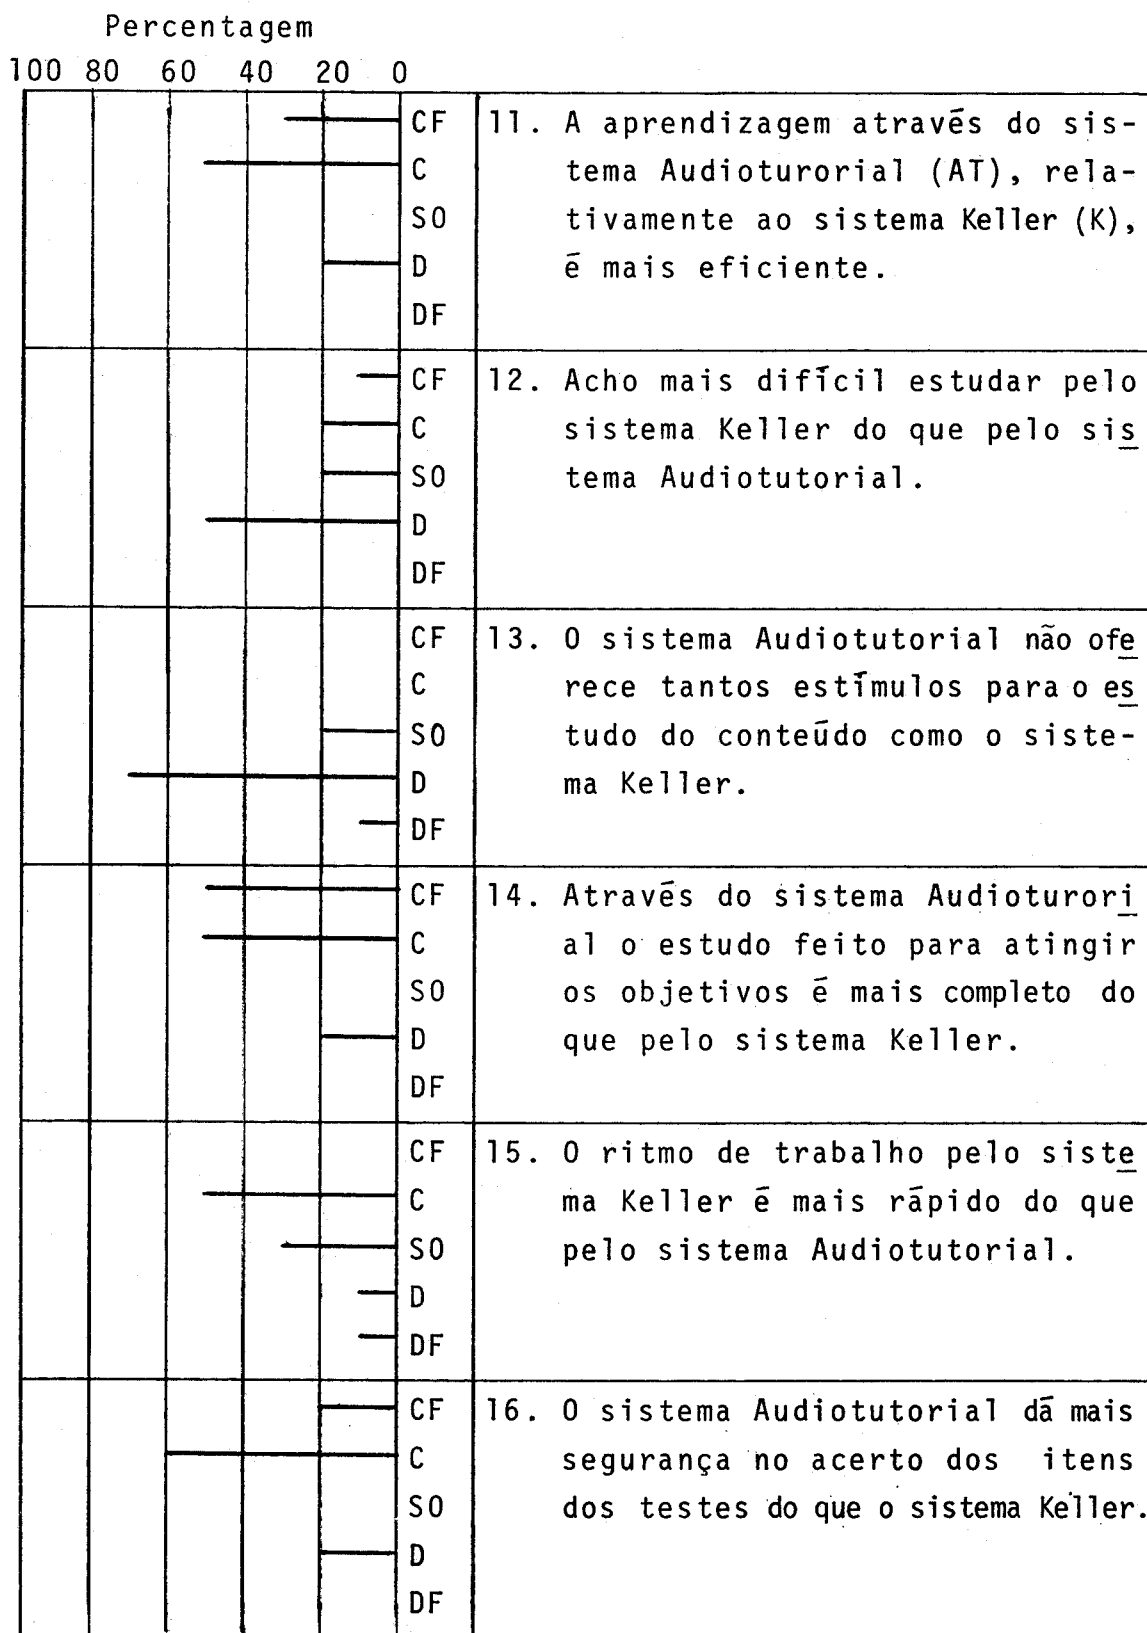 Percentagem
100 80 60 40 20 0
CF 11. A aprendizagem através do sis-
C tema Audioturorial (AT), rela-
SO tivamente ao sistema Keller (K),
D é mais eficiente.
DF
CF 12. Acho mais difícil estudar pelo
C sistema Keller do que pelo sis
SO tema Audiotutorial.
D
DF
CF 13. O sistema Audiotutorial não ofe
C rece tantos estímulos para o es
SO tudo do conteúdo como o siste-
D ma Keller.
DF
CF 14. Através do sistema Audioturori
C al o estudo feito para atingir
SO os objetivos é mais completo do
D que pelo sistema Keller.
DF
CF 15. O ritmo de trabalho pelo siste
C ma Keller é mais rápido do que
SO pelo sistema Audiotutorial.
D
DF
CF 16. O sistema Audiotutorial dá mais
C segurança no acerto dos itens
SO dos testes do que o sistema Keller.
D
DF